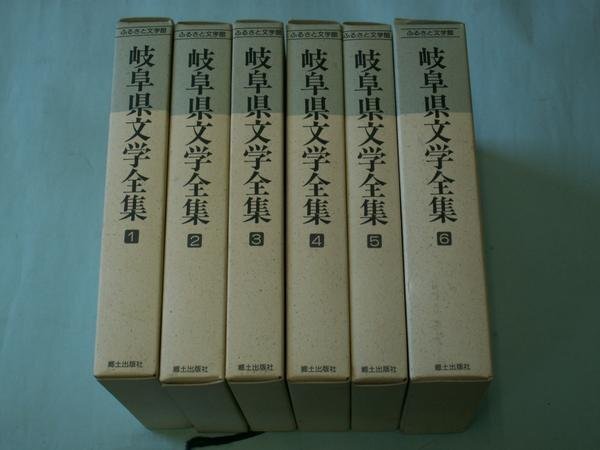 ふるさと文学館
岐阜県文学全集
1
郷土出版社
ふるさと文学館
岐阜県文学全集
2
郷土出版社
ふるさと文学館
岐阜県文学全集
3
郷土出版社
ふるさと文学館
岐阜県文学全集
4
郷土出版社
ふるさと文学館
岐阜県文学全集
5
郷土出版社
ふるさと文学館
岐阜県文学全集
6
郷土出版社